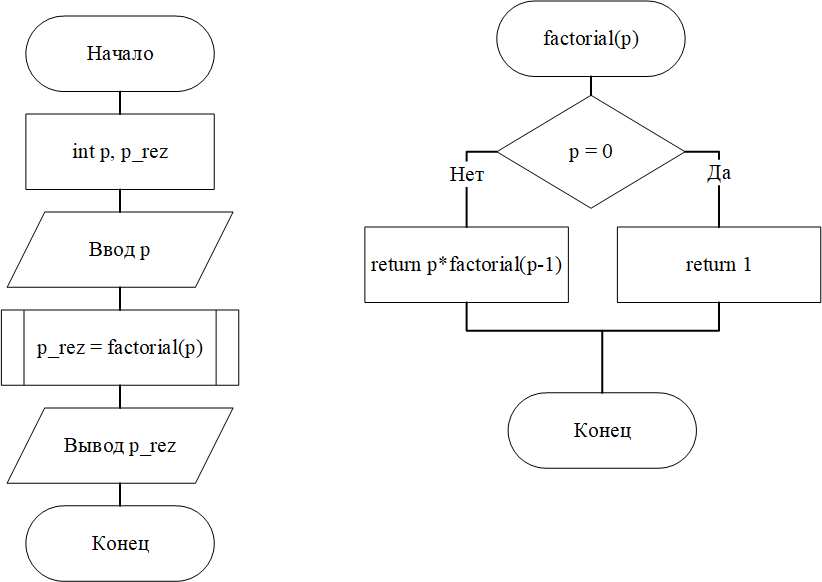 Начало
int p, p_rez
Ввод p
p_rez = factorial(p)
Вывод p_rez
Конец
factorial(p)
p = 0
Нет
Да
return p*factorial(p-1)
return 1
Конец